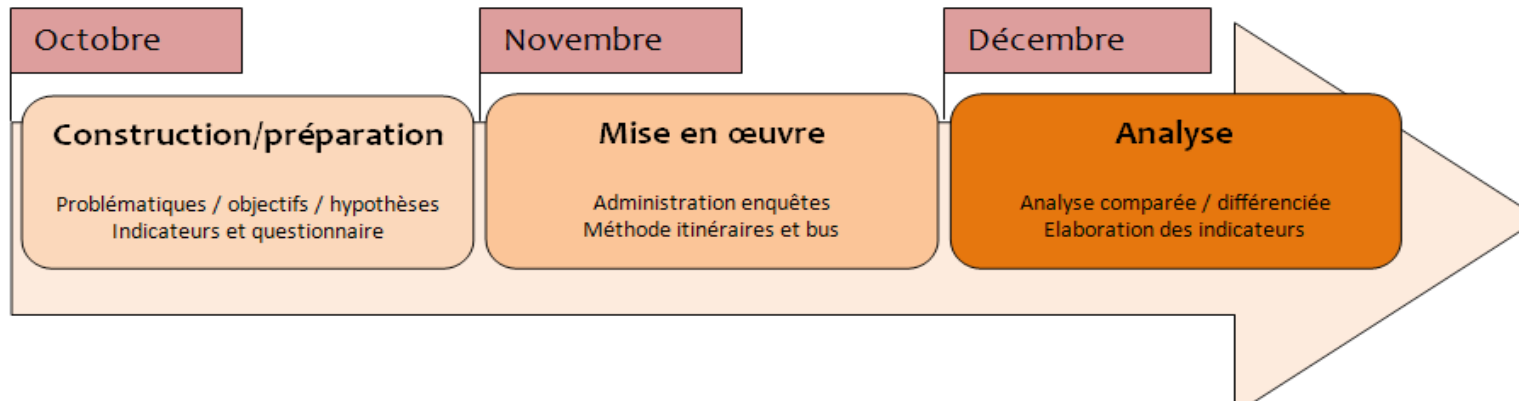 Octobre
Novembre
Décembre
Construction/préparation
Problématiques / objectifs / hypothèses
Indicateurs et questionnaire
Mise en œuvre
Administration enquêtes
Méthode itinéraires et bus
Analyse
Analyse comparée / différenciée
Elaboration des indicateurs